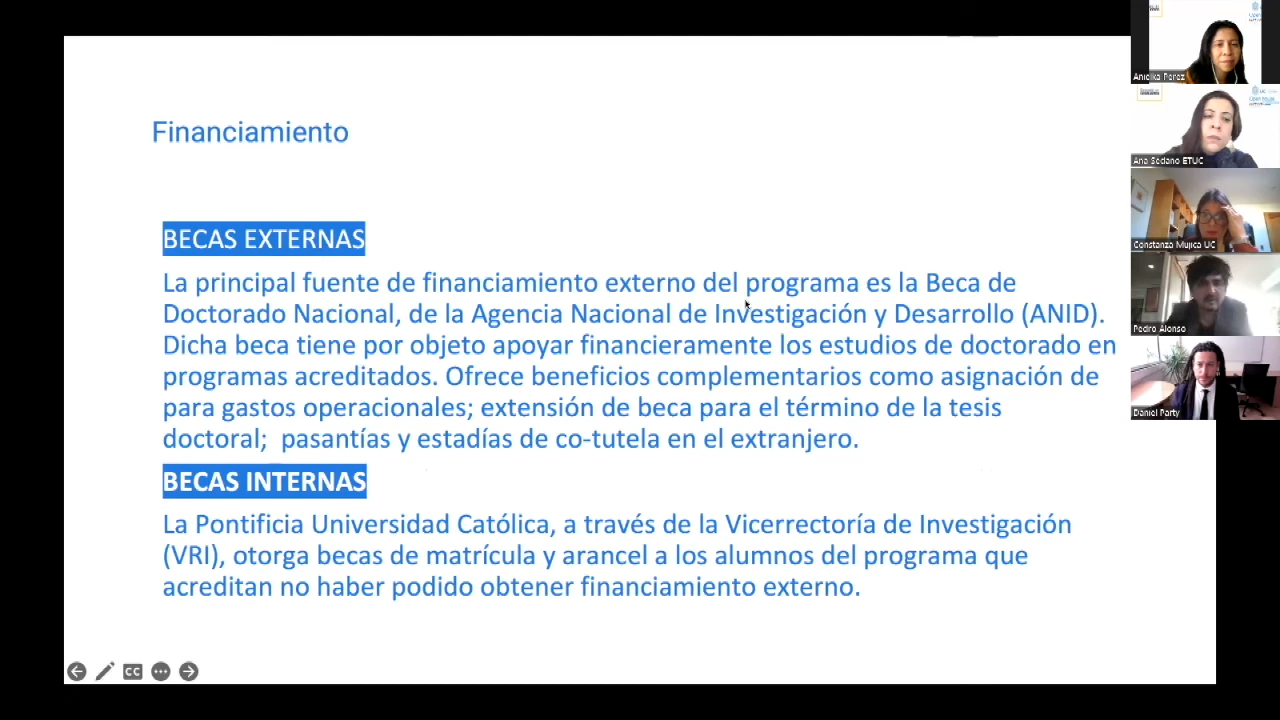 Financiamiento
BECAS EXTERNAS
La principal fuente de financiamiento externo del programa es la Beca de
Doctorado Nacional, de la Agencia Nacional de Investigación y Desarrollo (ANID).
Dicha beca tiene por objeto apoyar financieramente los estudios de doctorado en
programas acreditados. Ofrece beneficios complementarios como asignación de
para gastos operacionales; extensión de beca para el término de la tesis
doctoral;  pasantías y estadías de co-tutela en el extranjero.
BECAS INTERNAS
La Pontificia Universidad Católica, a través de la Vicerrectoría de Investigación
(VRI), otorga becas de matrícula y arancel a los alumnos del programa que
acreditan no haber podido obtener financiamiento externo.
CC
Anielka Perez
Ana Sedano ETUC
Constanza Mujica UC
Pedro Alonso
Daniel Party